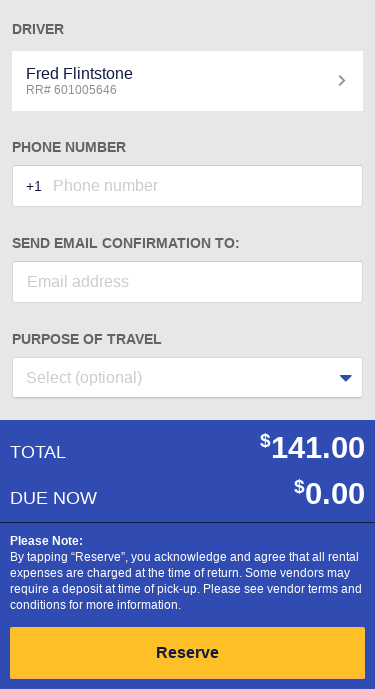 DRIVER
Fred Flintstone
RR# 601005646
PHONE NUMBER
+1 Phone number
SEND EMAIL CONFIRMATION TO:
Email address
PURPOSE OF TRAVEL
Select (optional)
TOTAL $141.00
DUE NOW $0.00
Please Note:
By tapping “Reserve”, you acknowledge and agree that all rental
expenses are charged at the time of return. Some vendors may
require a deposit at time of pick-up. Please see vendor terms and
conditions for more information.
Reserve